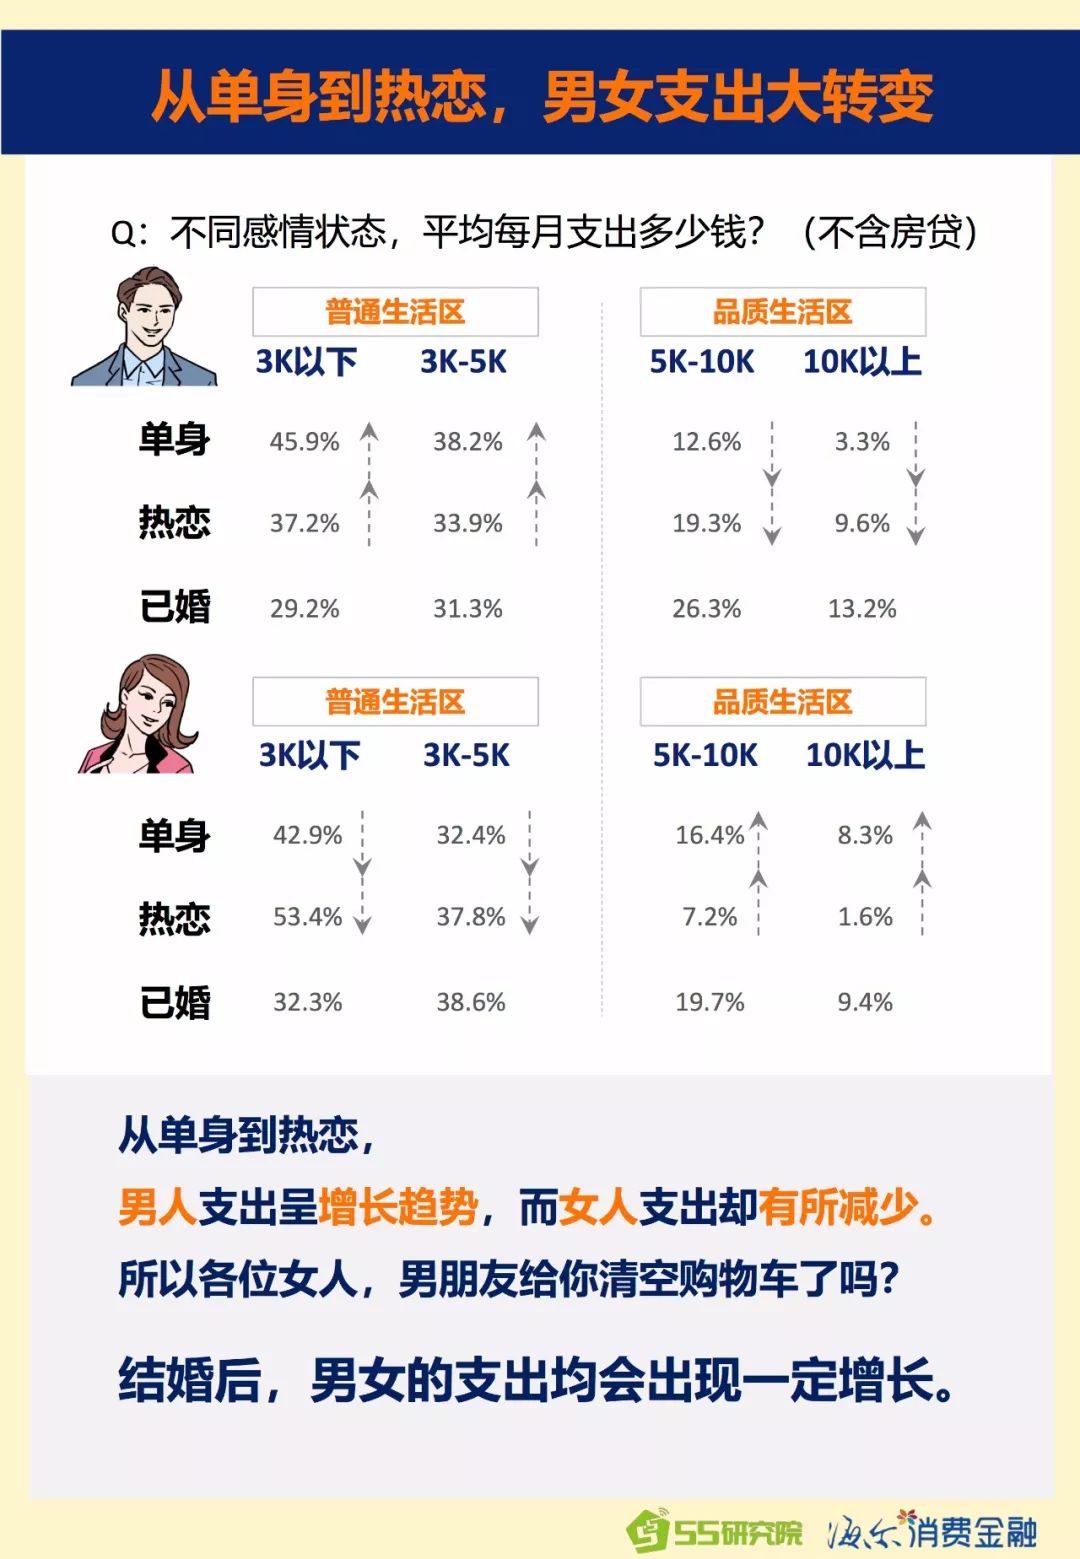 从单身到热恋，男女支出大转变
Q：不同感情状态，平均每月支出多少钱？（不含房贷）
普通生活区 品质生活区
3K以下 3K-5K 5K-10K 10K以上
单身 45.9% 38.2% 12.6% 3.3%
热恋 37.2% 33.9% 19.3% 9.6%
已婚 29.2% 31.3% 26.3% 13.2%
普通生活区 品质生活区
3K以下 3K-5K 5K-10K 10K以上
单身 42.9% 32.4% 16.4% 8.3%
热恋 53.4% 37.8% 7.2% 1.6%
已婚 32.3% 38.6% 19.7% 9.4%
从单身到热恋，
男人支出呈增长趋势，而女人支出却有所减少。
所以各位女人，男朋友给你清空购物车了吗？
结婚后，男女的支出均会出现一定增长。
55研究院 海尔消费金融